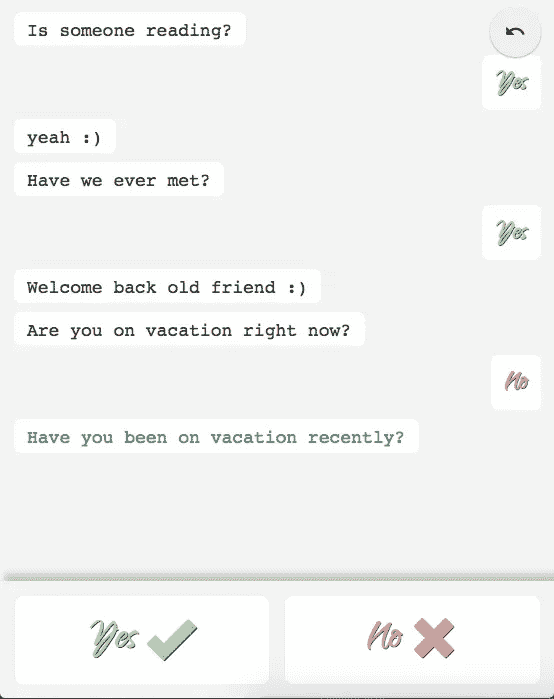 Is someone reading?
Yes
yeah :)
Have we ever met?
Yes
Welcome back old friend :)
Are you on vacation right now?
No
Have you been on vacation recently?
Yes
No